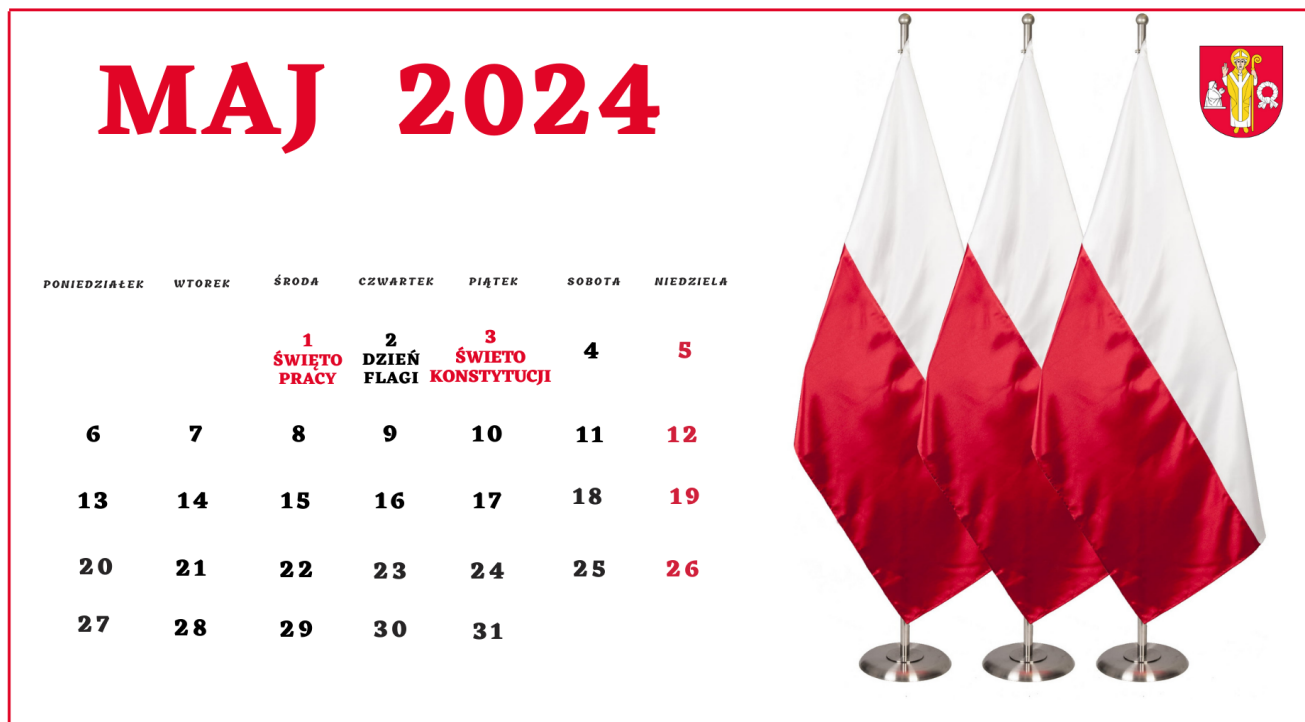 MAJ 2024
PONIEDZIAŁEK WTOREK ŚRODA CZWARTEK PIĄTEK SOBOTA NIEDZIELA
1 ŚWIĘTO PRACY
2 DZIEŃ FLAGI
3 ŚWIETO KONSTYTUCJI
4 5
6 7 8 9 10 11 12
13 14 15 16 17 18 19
20 21 22 23 24 25 26
27 28 29 30 31